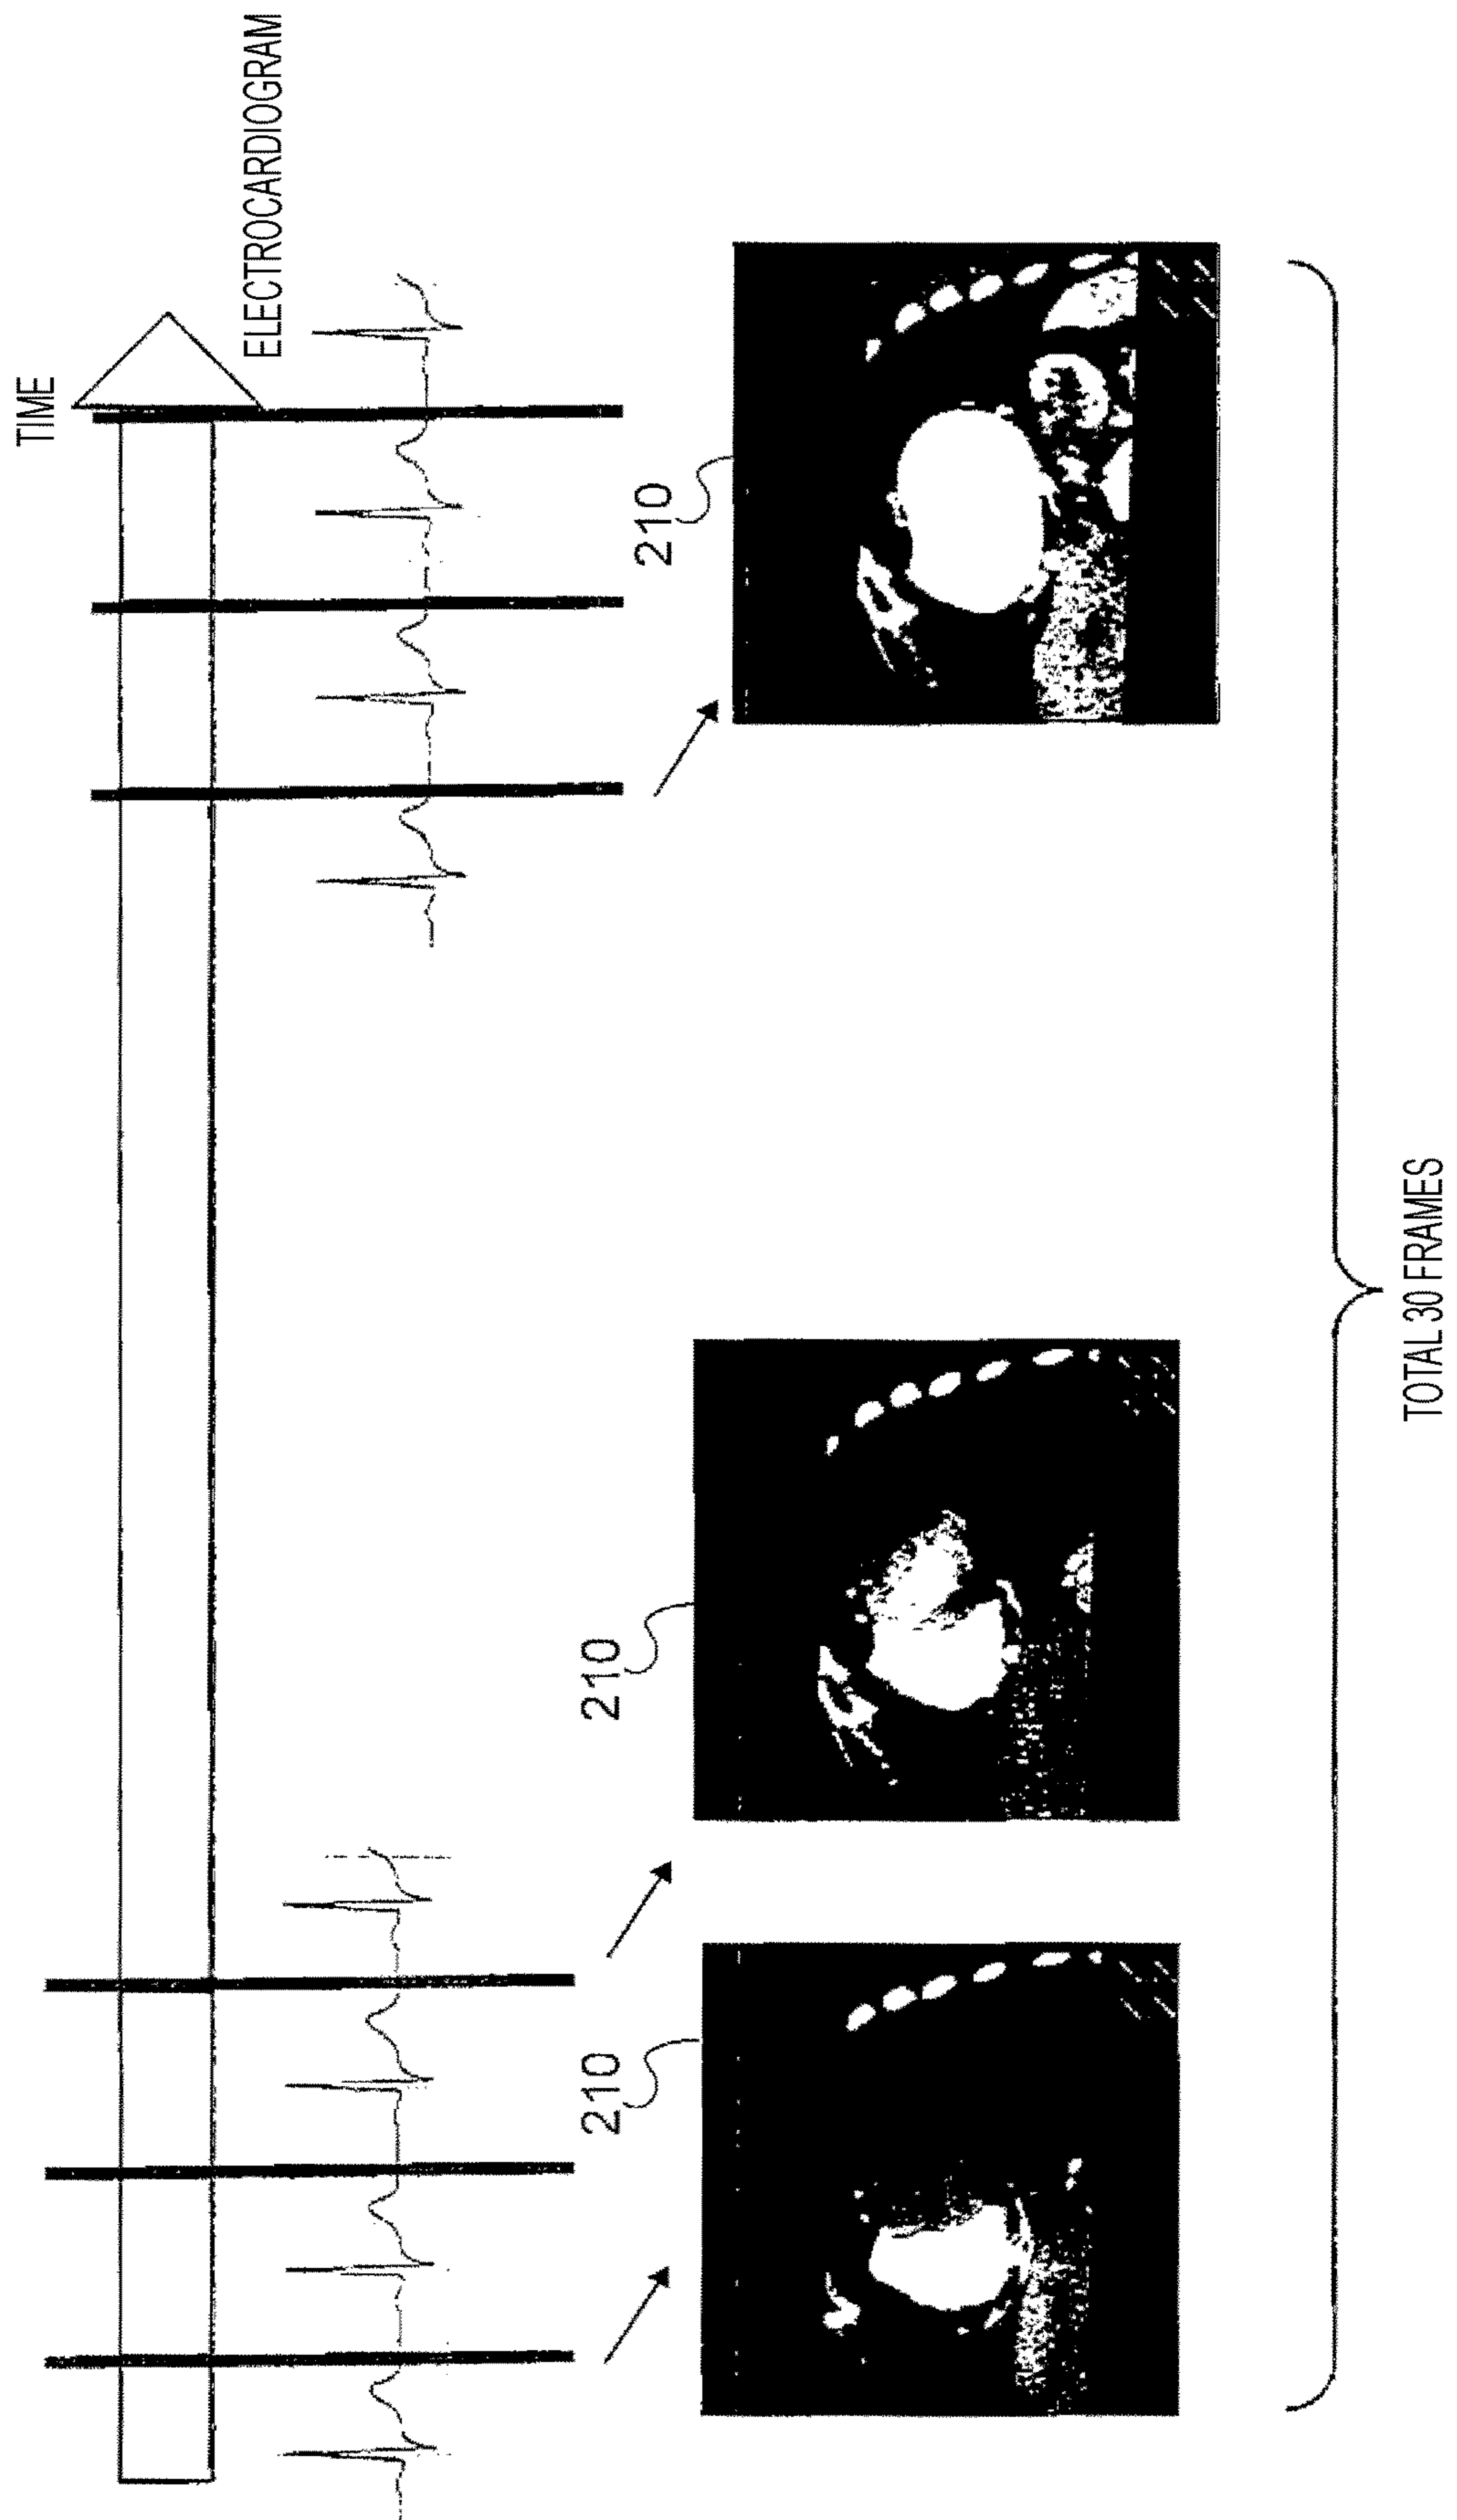 TIME
ELECTROCARDIOGRAM
210
210
210
TOTAL 30 FRAMES